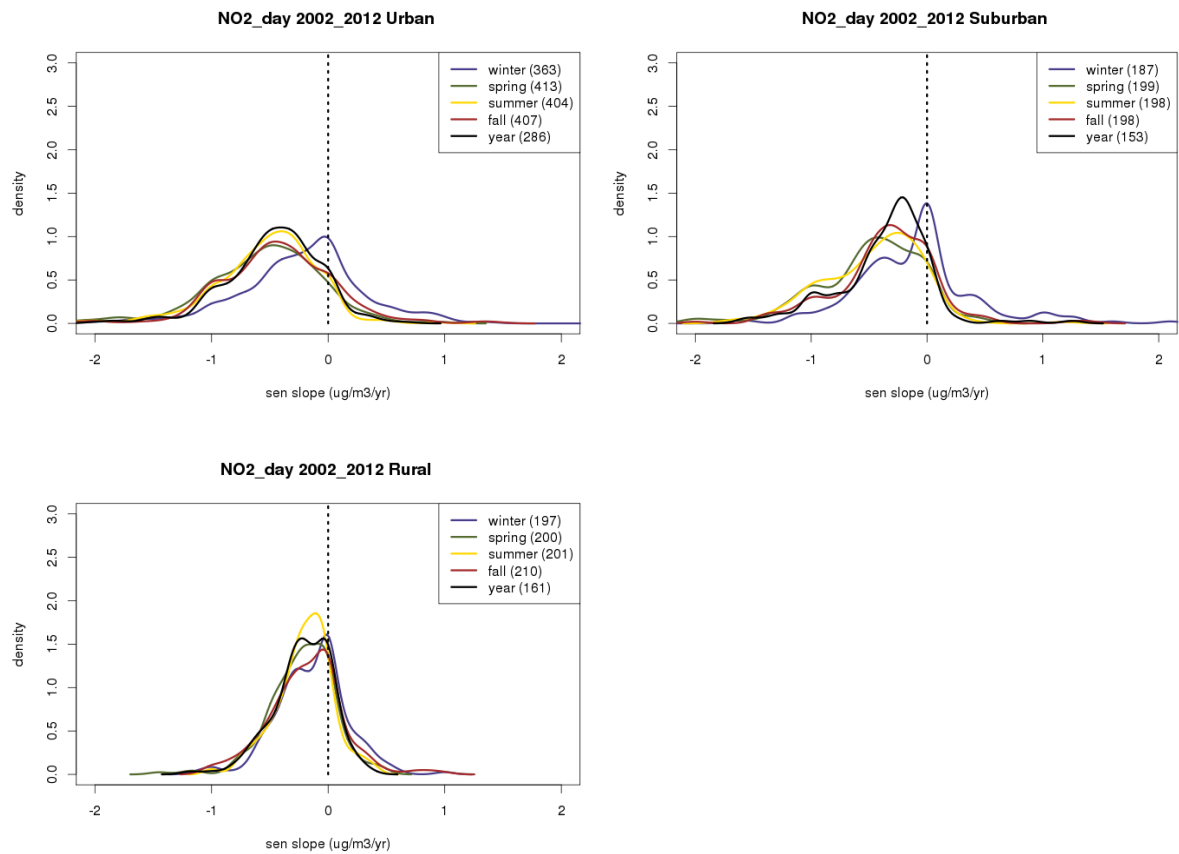 NO2_day 2002_2012 Urban
density
3.0
2.5
2.0
1.5
1.0
0.5
0.0
winter (363)
spring (413)
summer (404)
fall (407)
year (286)
-2 -1 0 1 2
sen slope (ug/m3/yr)
NO2_day 2002_2012 Suburban
density
3.0
2.5
2.0
1.5
1.0
0.5
0.0
winter (187)
spring (199)
summer (198)
fall (198)
year (153)
-2 -1 0 1 2
sen slope (ug/m3/yr)
NO2_day 2002_2012 Rural
density
3.0
2.5
2.0
1.5
1.0
0.5
0.0
winter (197)
spring (200)
summer (201)
fall (210)
year (161)
-2 -1 0 1 2
sen slope (ug/m3/yr)